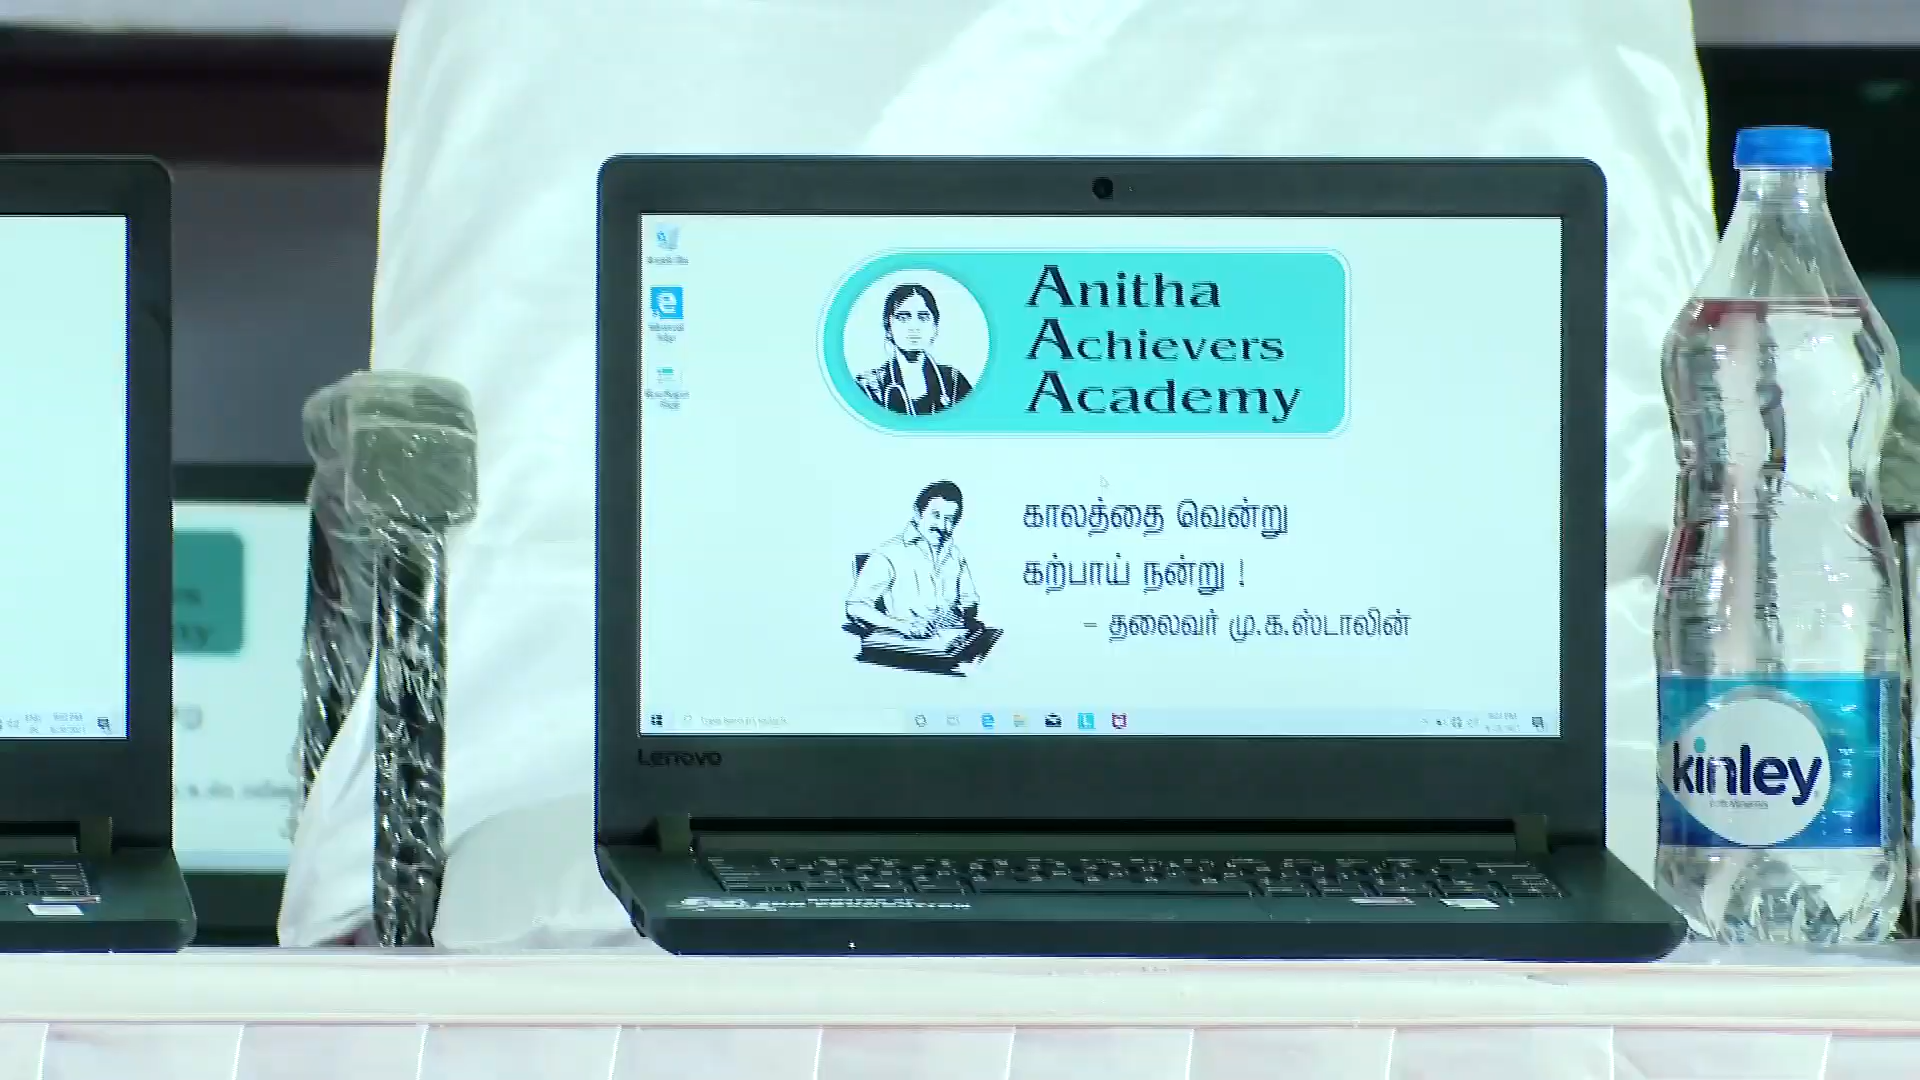 Anitha
Achievers
Academy
காலத்தை வென்று
கற்பாய் நன்று !
– தலைவர் மு.க.ஸ்டாலின்
Lenovo
kinley